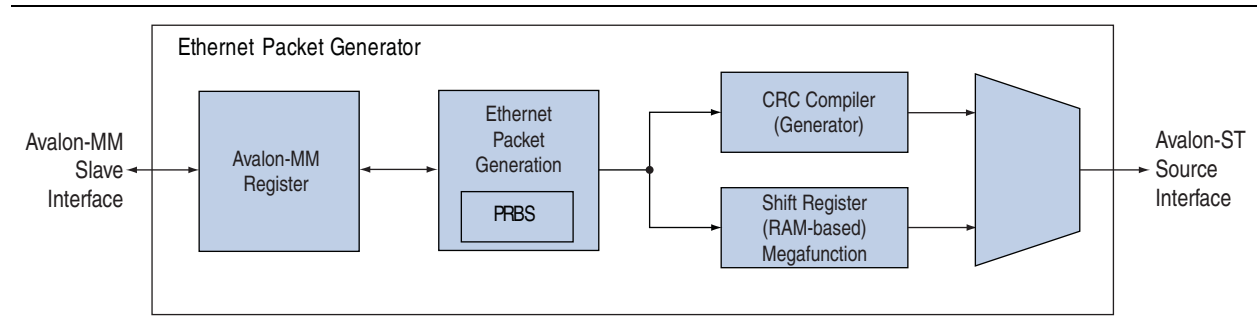 Ethernet Packet Generator
Avalon-MM
Slave
Interface
Avalon-MM
Register
Ethernet
Packet
Generation
PRBS
CRC Compiler
(Generator)
Shift Register
(RAM-based)
Megafunction
Avalon-ST
Source
Interface